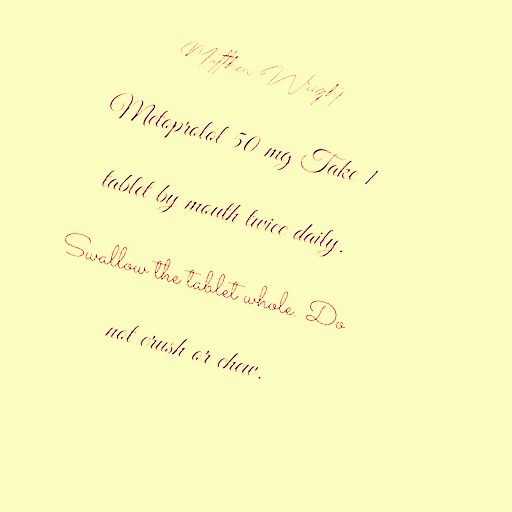 Matthew Wright
Metoprolol 50 mg Take 1
tablet by mouth twice daily.
Swallow the tablet whole. Do
not crush or chew.